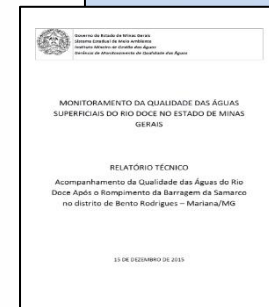 Governo do Estado de Minas Gerais
Sistema Estadual de Meio Ambiente
Instituto Mineiro de Gestão das Águas
Gerência de Monitoramento de Qualidade das Águas
MONITORAMENTO DA QUALIDADE DAS ÁGUAS
SUPERFICIAIS DO RIO DOCE NO ESTADO DE MINAS
GERAIS
RELATÓRIO TÉCNICO
Acompanhamento da Qualidade das Águas do Rio
Doce Após o Rompimento da Barragem da Samarco
no distrito de Bento Rodrigues – Mariana/MG
15 DE DEZEMBRO DE 2015